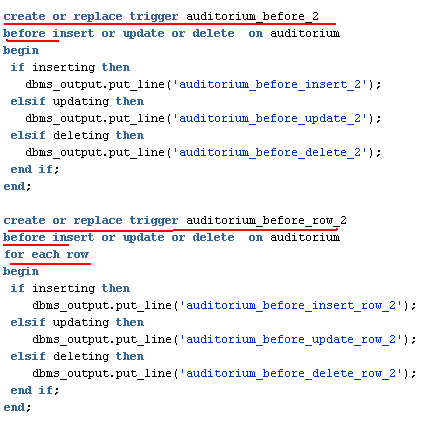 create or replace trigger auditorium_before_2
before insert or update or delete  on auditorium
begin
 if inserting then
   dbms_output.put_line('auditorium_before_insert_2');
 elsif updating then
   dbms_output.put_line('auditorium_before_update_2');
 elsif deleting then
   dbms_output.put_line('auditorium_before_delete_2');
 end if;
end;

create or replace trigger auditorium_before_row_2
before insert or update or delete  on auditorium
for each row
begin
 if inserting then
    dbms_output.put_line('auditorium_before_insert_row_2');
 elsif updating then
    dbms_output.put_line('auditorium_before_update_row_2');
 elsif deleting then
    dbms_output.put_line('auditorium_before_delete_row_2');
 end if;
end;